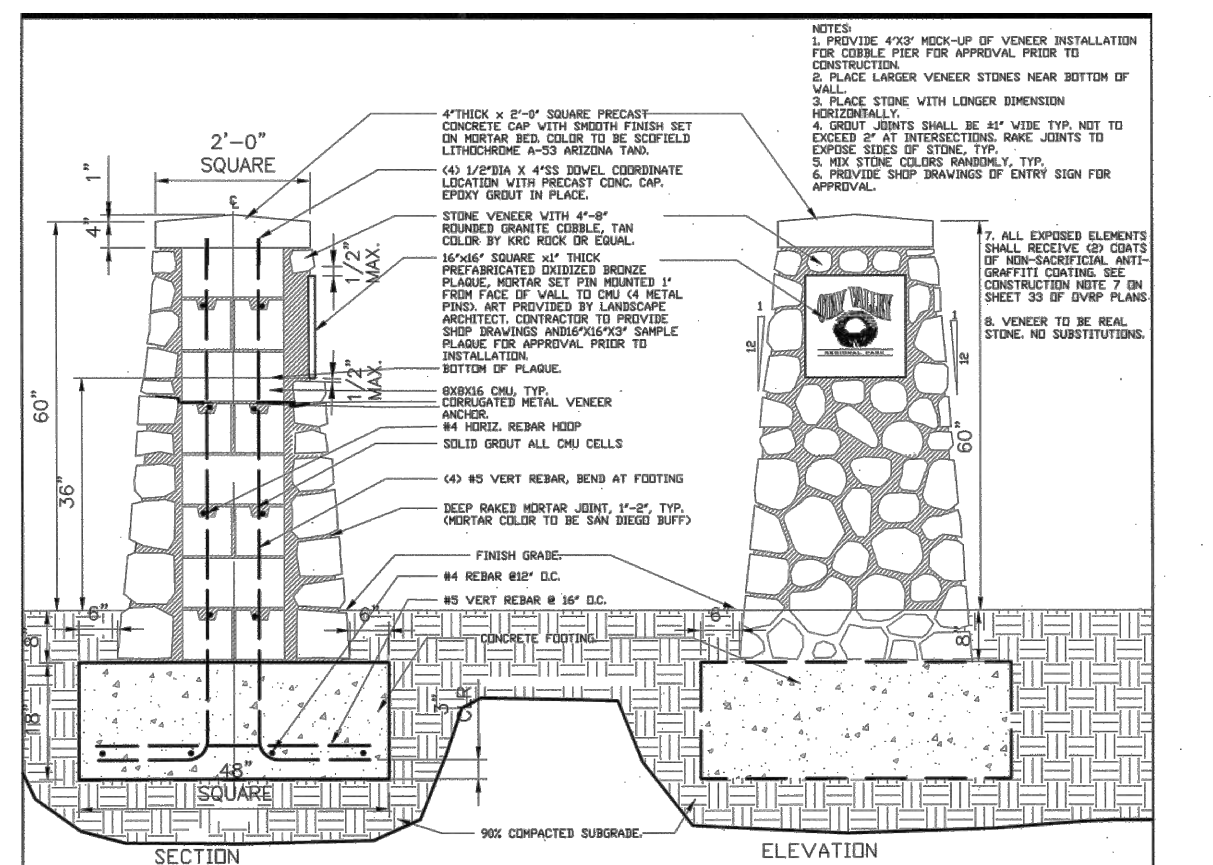 NOTES:
1. PROVIDE 4'X3' MOCK-UP OF VENEER INSTALLATION
FOR COBBLE PIER FOR APPROVAL PRIOR TO
CONSTRUCTION.
2. PLACE LARGER VENEER STONES NEAR BOTTOM OF
WALL.
3. PLACE STONE WITH LONGER DIMENSION
HORIZONTALLY.
4. GROUT JOINTS SHALL BE ±1" WIDE TYP. NOT TO
EXCEED 2" AT INTERSECTIONS. RAKE JOINTS TO
EXPOSE SIDES OF STONE, TYP.
5. MIX STONE COLORS RANDOMLY, TYP.
6. PROVIDE SHOP DRAWINGS OF ENTRY SIGN FOR
APPROVAL.
7. ALL EXPOSED ELEMENTS
SHALL RECEIVE (2) COATS
OF NON-SACRIFICIAL ANTI-
GRAFFITI COATING. SEE
CONSTRUCTION NOTE 7 ON
SHEET 33 OF OVRP PLANS
8. VENEER TO BE REAL
STONE. NO SUBSTITUTIONS.
4"THICK x 2'-0" SQUARE PRECAST
CONCRETE CAP WITH SMOOTH FINISH SET
ON MORTAR BED. COLOR TO BE SCOFIELD
LITHOCHROME A-53 ARIZONA TAN).
(4) 1/2"DIA X 4"SS DOWEL COORDINATE
LOCATION WITH PRECAST CONC. CAP.
EPOXY GROUT IN PLACE.
STONE VENEER WITH 4"-8"
ROUNDED GRANITE COBBLE, TAN
COLOR BY KRC ROCK OR EQUAL.
16"x16" SQUARE x1" THICK
PREFABRICATED OXIDIZED BRONZE
PLAQUE, MORTAR SET PIN MOUNTED 1"
FROM FACE OF WALL TO CMU (4 METAL
PINS). ART PROVIDED BY LANDSCAPE
ARCHITECT. CONTRACTOR TO PROVIDE
SHOP DRAWINGS AND16"X16"X3" SAMPLE
PLAQUE FOR APPROVAL PRIOR TO
INSTALLATION.
BOTTOM OF PLAQUE.
8X8X16 CMU, TYP.
CORRUGATED METAL VENEER
ANCHOR.
#4 HORIZ. REBAR HOOP
SOLID GROUT ALL CMU CELLS
(4) #5 VERT REBAR, BEND AT FOOTING
DEEP RAKED MORTAR JOINT, 1"-2", TYP.
(MORTAR COLOR TO BE SAN DIEGO BUFF)
FINISH GRADE.
#4 REBAR @12" O.C.
#5 VERT REBAR @ 16" O.C.
CONCRETE FOOTING.
90% COMPACTED SUBGRADE.
2'-0"
SQUARE
1"
4"
℄
1/2"
MAX.
1/2"
MAX.
60"
36"
6"
6"
8"
18"
48"
SQUARE
3"
CLR
SECTION
OTAY VALLEY
REGIONAL PARK
1
12
1
12
60"
6"
8"
ELEVATION